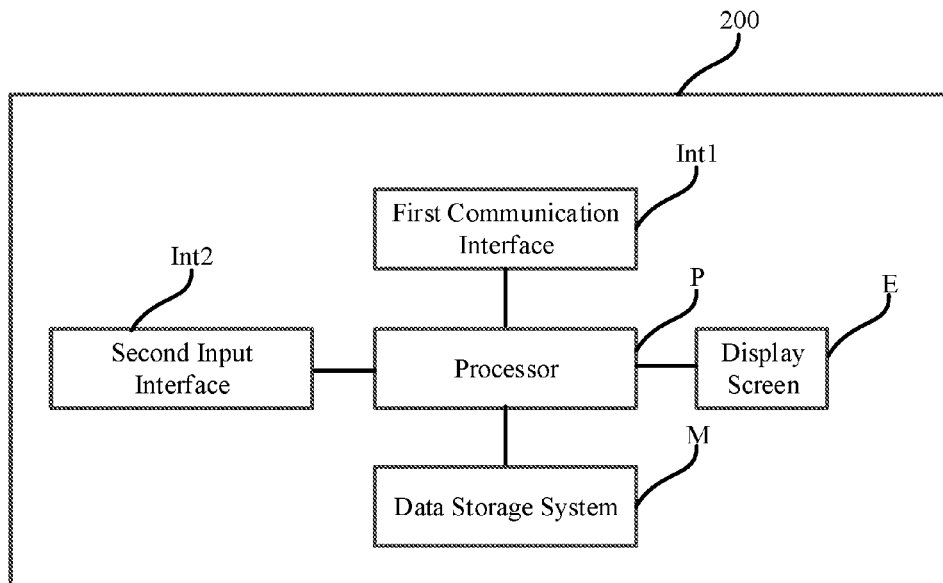 200
Int1
First Communication
Interface
Int2
P
E
Second Input
Interface
Processor
Display
Screen
M
Data Storage System